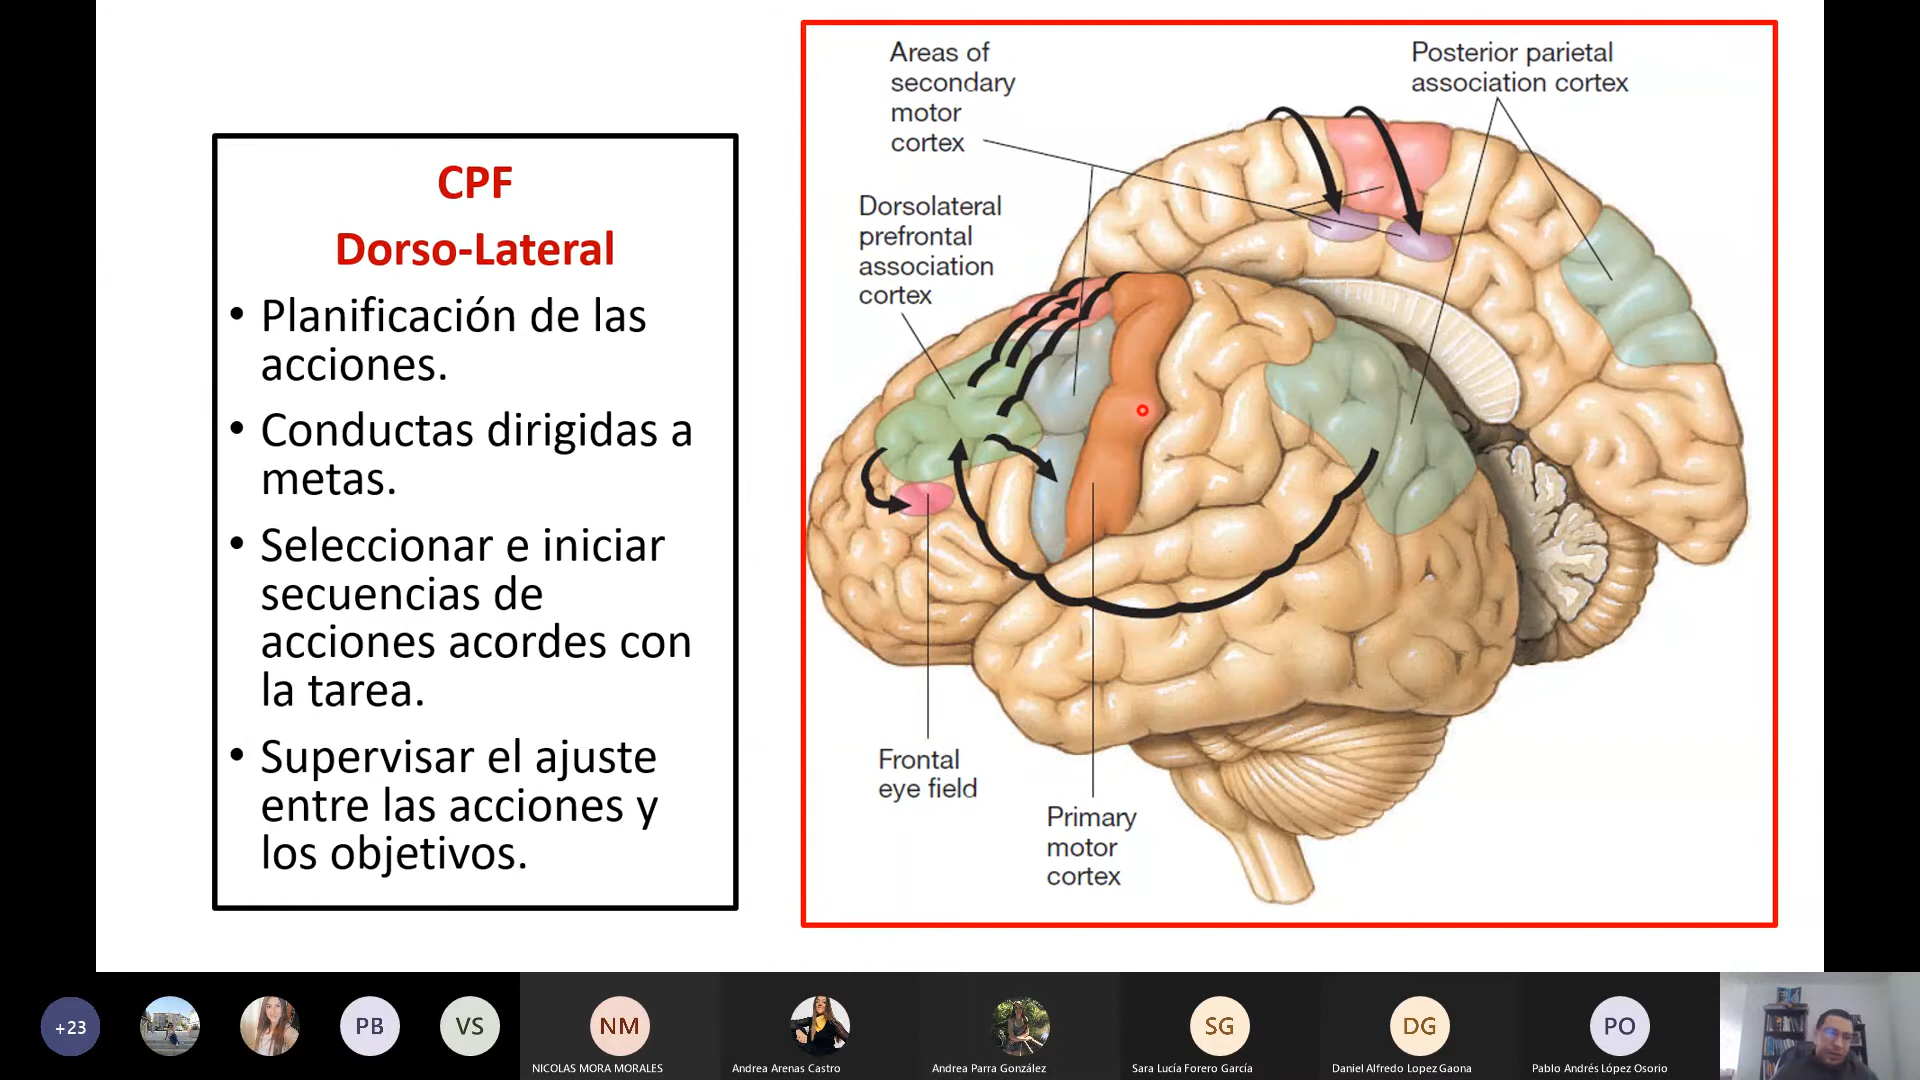 CPF
Dorso-Lateral
• Planificación de las
acciones.
• Conductas dirigidas a
metas.
• Seleccionar e iniciar
secuencias de
acciones acordes con
la tarea.
• Supervisar el ajuste
entre las acciones y
los objetivos.
Areas of
secondary
motor
cortex
Posterior parietal
association cortex
Dorsolateral
prefrontal
association
cortex
Frontal
eye field
Primary
motor
cortex
+23
PB
VS
NM
SG
DG
PO
NICOLAS MORA MORALES
Andrea Arenas Castro
Andrea Parra González
Sara Lucía Forero García
Daniel Alfredo Lopez Gaona
Pablo Andrés López Osorio